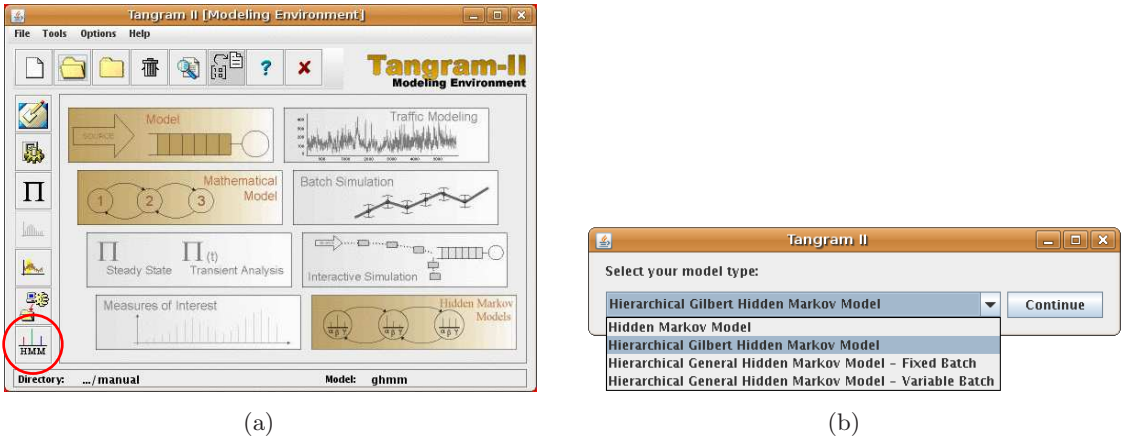 Tangram II [Modeling Environment]
File Tools Options Help
Tangram-II
Modeling Environment
SOURCE
Model
Traffic Modeling
Mathematical
Model
1 2 3
Batch Simulation
Π
Π (t)
Steady State Transient Analysis
Interactive Simulation
Measures of Interest
Hidden Markov
Models
α β γ
Π
HMM
Directory: .../manual Model: ghmm
(a)
Tangram II
Select your model type:
Hierarchical Gilbert Hidden Markov Model Continue
Hidden Markov Model
Hierarchical Gilbert Hidden Markov Model
Hierarchical General Hidden Markov Model – Fixed Batch
Hierarchical General Hidden Markov Model – Variable Batch
(b)